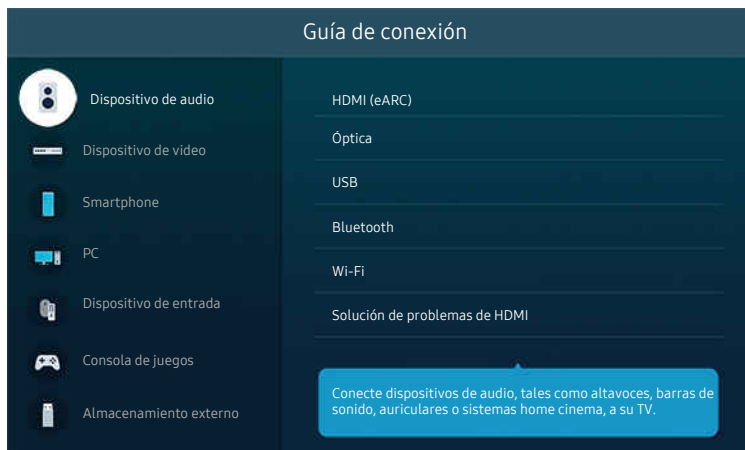 Guía de conexión
Dispositivo de audio
Dispositivo de video
Smartphone
PC
Dispositivo de entrada
Consola de juegos
Almacenamiento externo
HDMI (eARC)
Óptica
USB
Bluetooth
Wi-Fi
Solución de problemas de HDMI
Conecte dispositivos de audio, tales como altavoces, barras de
sonido, auriculares o sistemas home cinema, a su TV.